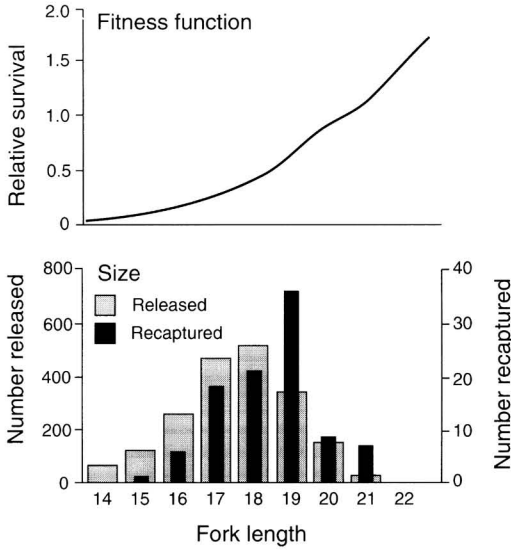 Fitness function
Relative survival
2.0
1.5
1.0
0.5
0
Size
Released
Recaptured
Number released
800
600
400
200
0
Number recaptured
40
30
20
10
0
14 15 16 17 18 19 20 21 22
Fork length